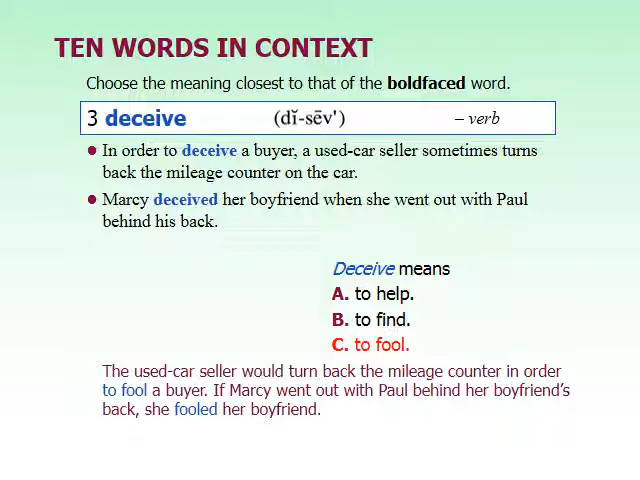 TEN WORDS IN CONTEXT
Choose the meaning closest to that of the boldfaced word.
3 deceive (dĭ-sēv') – verb
• In order to deceive a buyer, a used-car seller sometimes turns
back the mileage counter on the car.
• Marcy deceived her boyfriend when she went out with Paul
behind his back.
Deceive means
A. to help.
B. to find.
C. to fool.
The used-car seller would turn back the mileage counter in order
to fool a buyer. If Marcy went out with Paul behind her boyfriend’s
back, she fooled her boyfriend.